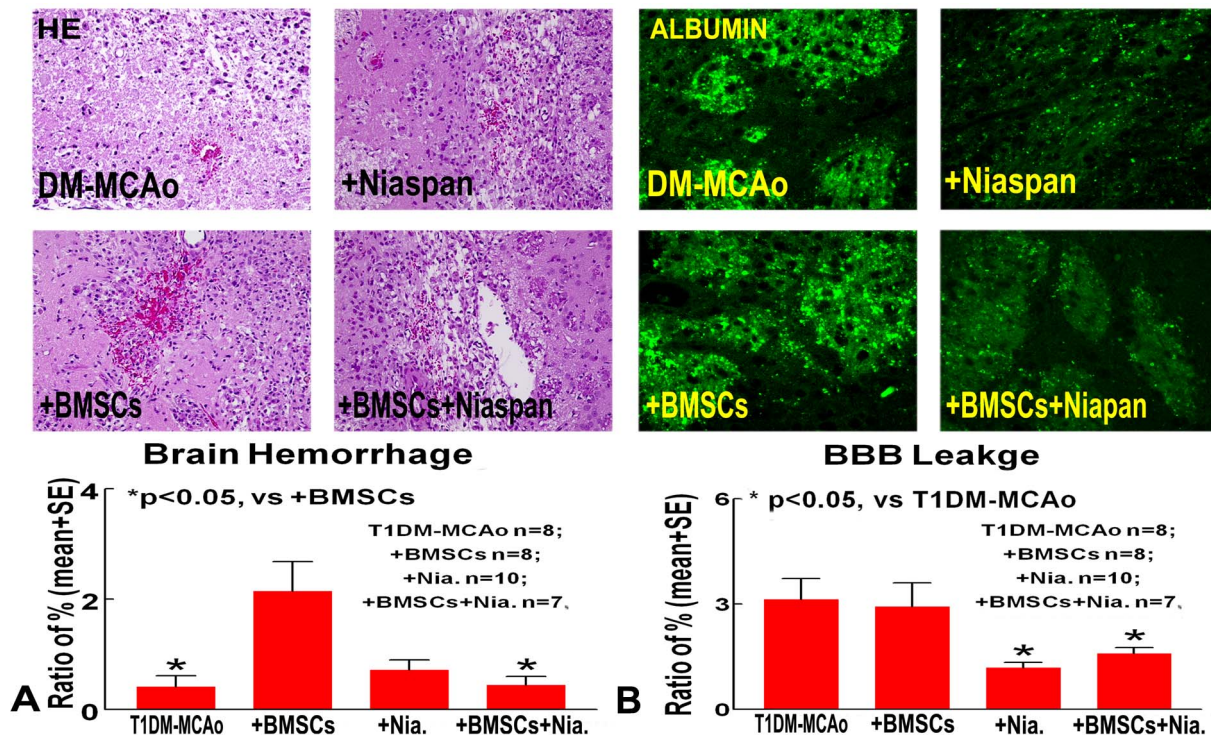 HE
DM-MCAo
+Niaspan
+BMSCs
+BMSCs+Niaspan
ALBUMIN
DM-MCAo
+Niaspan
+BMSCs
+BMSCs+Niapan
Brain Hemorrhage
Ratio of % (mean+SE)
4
2
0
*p<0.05, vs +BMSCs
T1DM-MCAo n=8;
+BMSCs n=8;
+Nia. n=10;
+BMSCs+Nia. n=7.
*
*
T1DM-MCAo
+BMSCs
+Nia.
+BMSCs+Nia.
A
BBB Leakge
Ratio of % (mean+SE)
6
3
0
* p<0.05, vs T1DM-MCAo
T1DM-MCAo n=8;
+BMSCs n=8;
+Nia. n=10;
+BMSCs+Nia. n=7.
*
*
T1DM-MCAo
+BMSCs
+Nia.
+BMSCs+Nia.
B